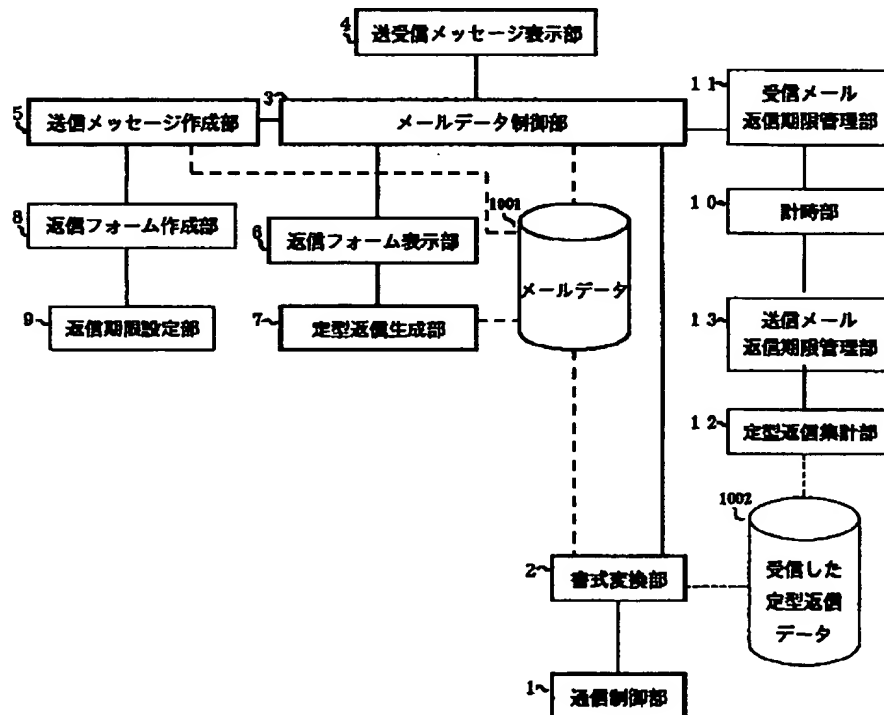 4
送受信メッセージ表示部
5
送信メッセージ作成部
3
メールデータ制御部
11
受信メール
返信期限管理部
8
返信フォーム作成部
6
返信フォーム表示部
1001
メールデータ
10
計時部
9
返信期限設定部
7
定型返信生成部
13
送信メール
返信期限管理部
12
定型返信集計部
1002
受信した
定型返信
データ
2
書式変換部
1
通信制御部